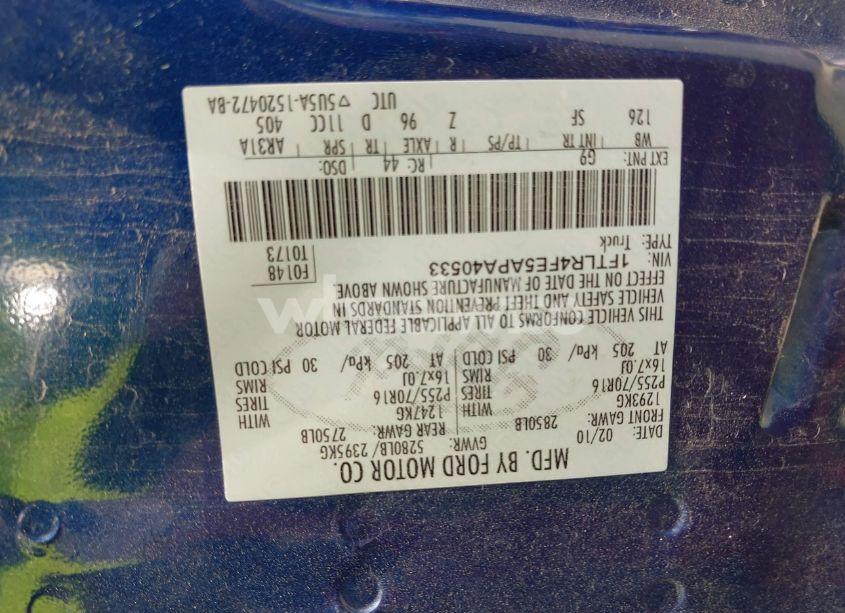 MFD. BY FORD MOTOR CO.
DATE: 02/10 GVWR: 5280LB/ 2395KG
FRONT GAWR: 2850LB REAR GAWR: 2750LB
1293KG WITH 1247KG WITH
P255/70R16 TIRES P255/70R16 TIRES
16x7.0J RIMS 16x7.0J RIMS
AT 205 kPa/ 30 PSI COLD AT 205 kPa/ 30 PSI COLD
THIS VEHICLE CONFORMS TO ALL APPLICABLE FEDERAL MOTOR
VEHICLE SAFETY AND THEFT PREVENTION STANDARDS IN
EFFECT ON THE DATE OF MANUFACTURE SHOWN ABOVE
VIN: 1FTLR4FE5APA40533 F0148
TYPE: Truck T0173
EXT PNT: G9 RC: 44 DSO:
WB INT TR TP/PS R AXLE TR SPR AR31A
126 SF Z 96 D 11CC 405
UTC ▽5U5A-1520472-BA